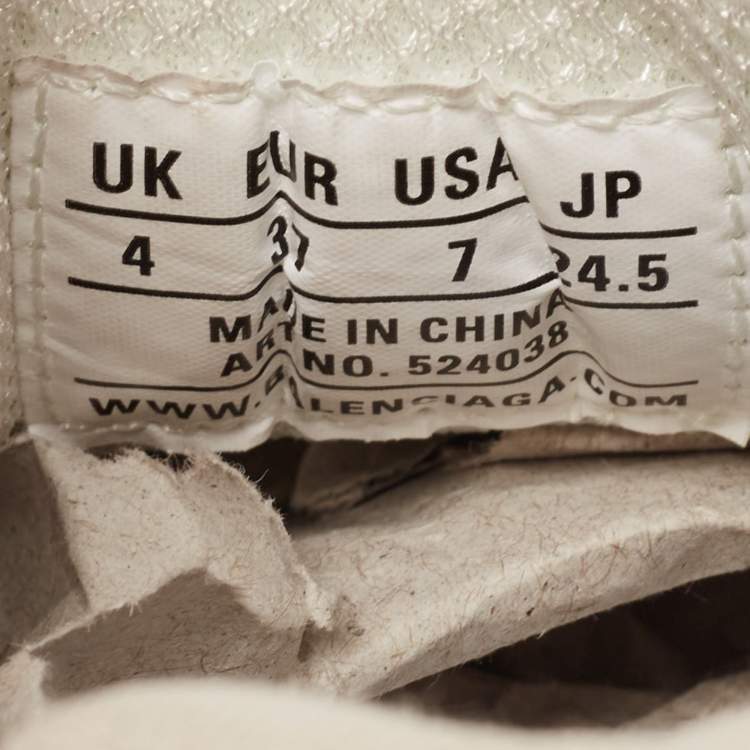 UK EUR USA JP
4 37 7 24.5
MADE IN CHINA
ART NO. 524038
WWW.BALENCIAGA.COM